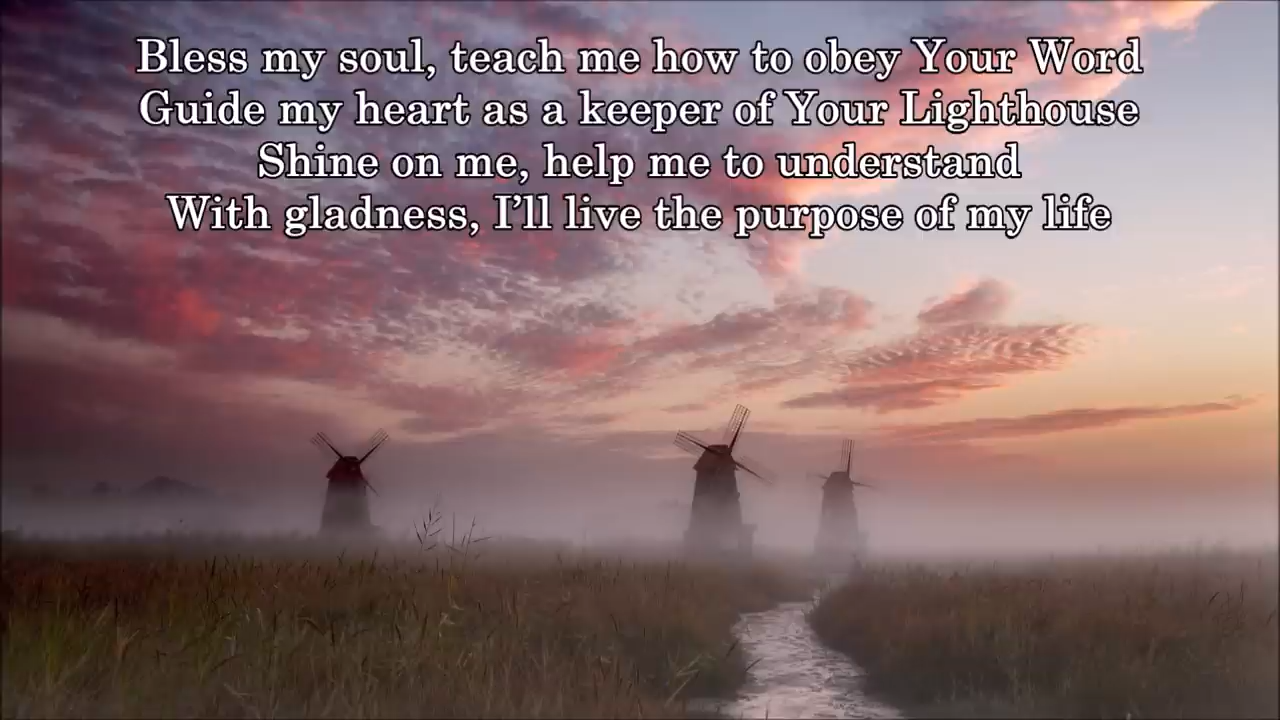 Bless my soul, teach me how to obey Your Word
Guide my heart as a keeper of Your Lighthouse
Shine on me, help me to understand
With gladness, I'll live the purpose of my life